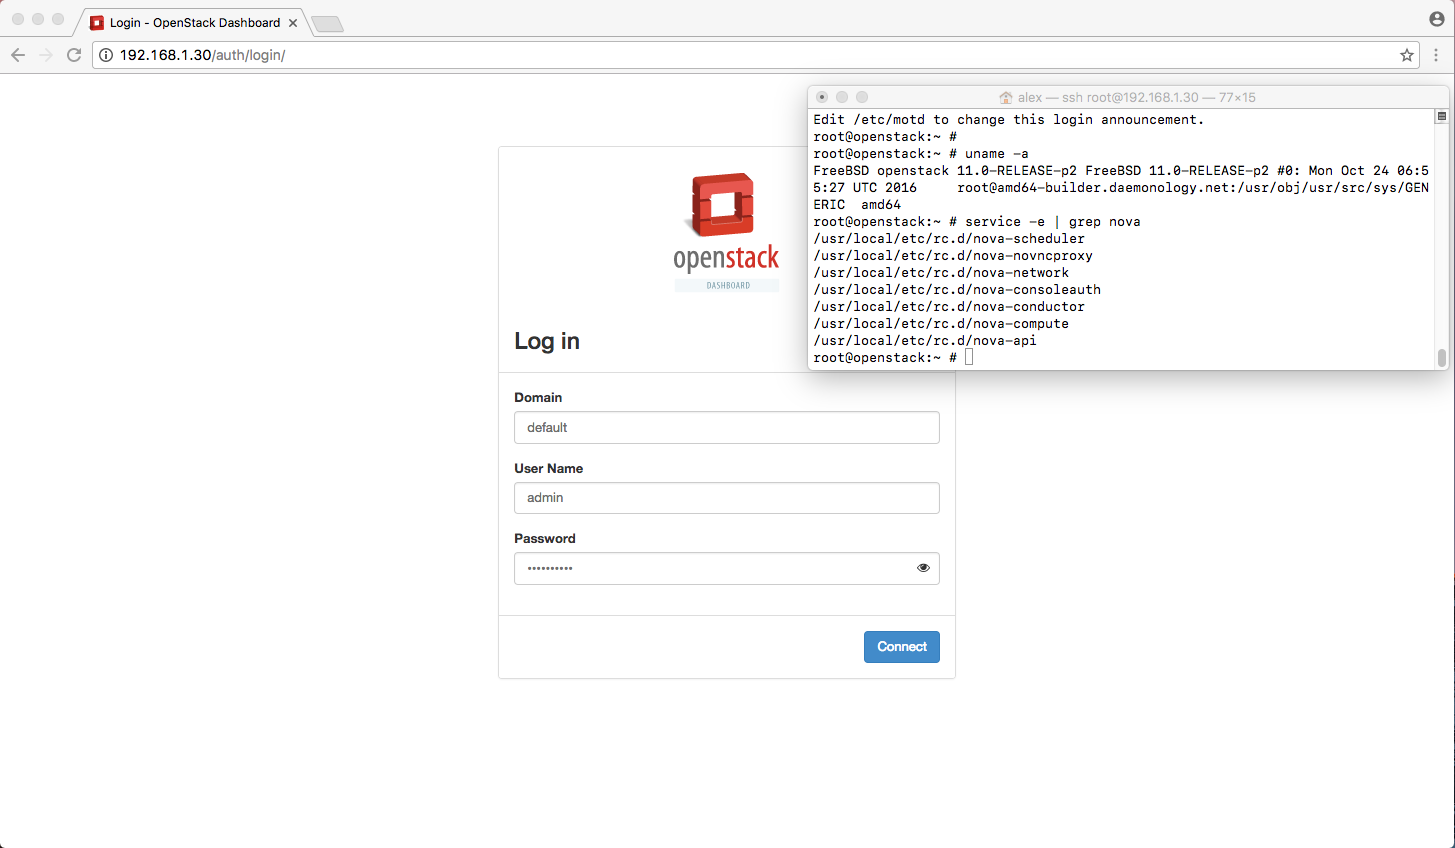 Login - OpenStack Dashboard
192.168.1.30/auth/login/
alex — ssh root@192.168.1.30 — 77×15
Edit /etc/motd to change this login announcement.
root@openstack:~ #
root@openstack:~ # uname -a
FreeBSD openstack 11.0-RELEASE-p2 FreeBSD 11.0-RELEASE-p2 #0: Mon Oct 24 06:5
5:27 UTC 2016     root@amd64-builder.daemonology.net:/usr/obj/usr/src/sys/GEN
ERIC  amd64
root@openstack:~ # service -e | grep nova
/usr/local/etc/rc.d/nova-scheduler
/usr/local/etc/rc.d/nova-novncproxy
/usr/local/etc/rc.d/nova-network
/usr/local/etc/rc.d/nova-consoleauth
/usr/local/etc/rc.d/nova-conductor
/usr/local/etc/rc.d/nova-compute
/usr/local/etc/rc.d/nova-api
root@openstack:~ #
openstack
DASHBOARD
Log in
Domain
default
User Name
admin
Password
••••••••••
Connect